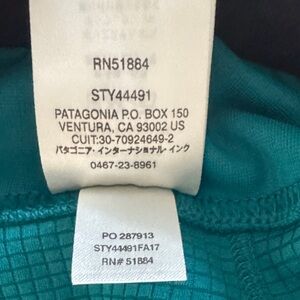 RN51884
STY44491
PATAGONIA P.O. BOX 150
VENTURA, CA 93002 US
CUIT:30-70924649-2
パタゴニア・インターナショナル・インク
0467-23-8961
PO 287913
STY44491FA17
RN# 51884